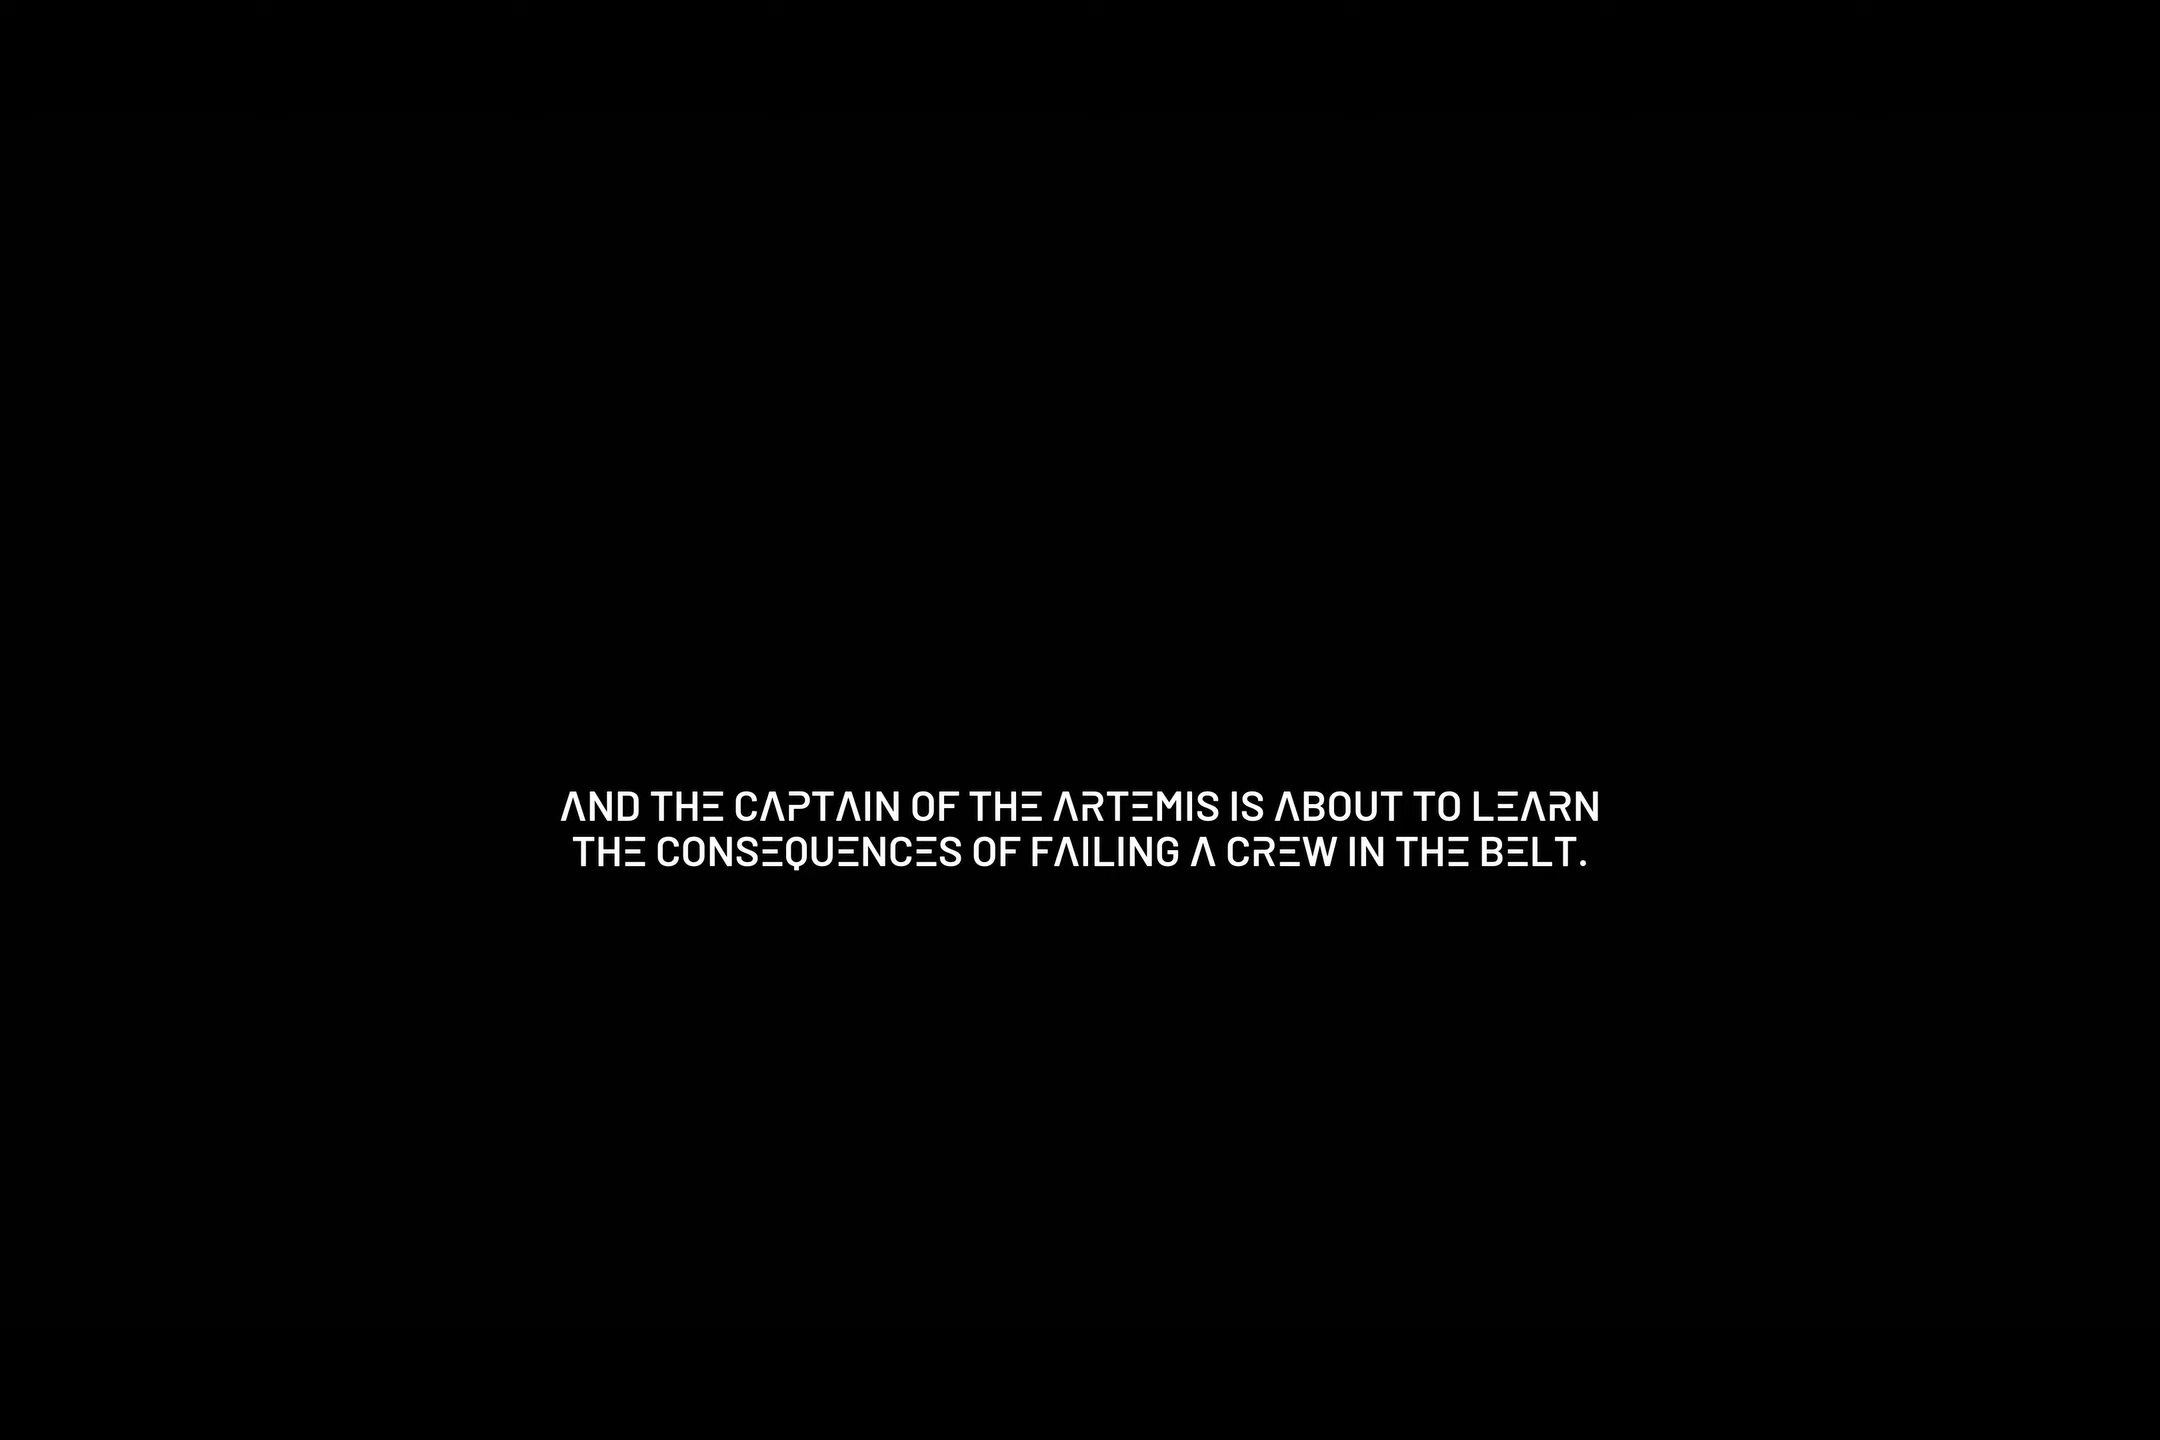 AND THE CAPTAIN OF THE ARTEMIS IS ABOUT TO LEARN
THE CONSEQUENCES OF FAILING A CREW IN THE BELT.